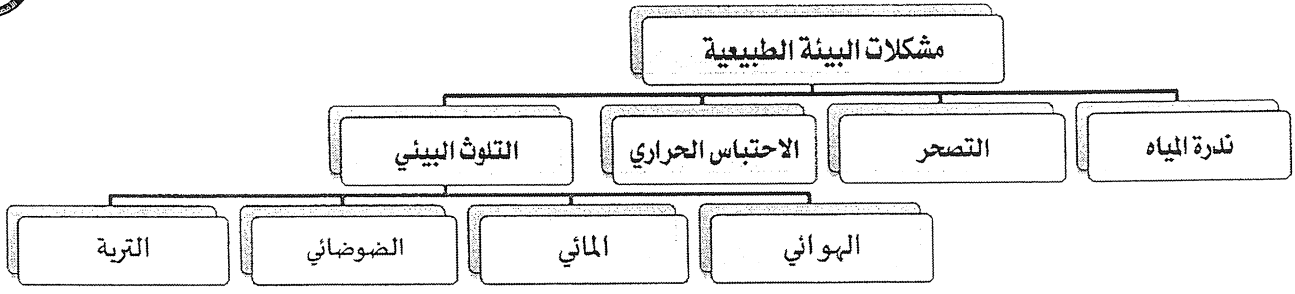 مشكلات البيئة الطبيعية
ندرة المياه
التصحر
الاحتباس الحراري
التلوث البيئي
الهوائي
المائي
الضوضائي
التربة